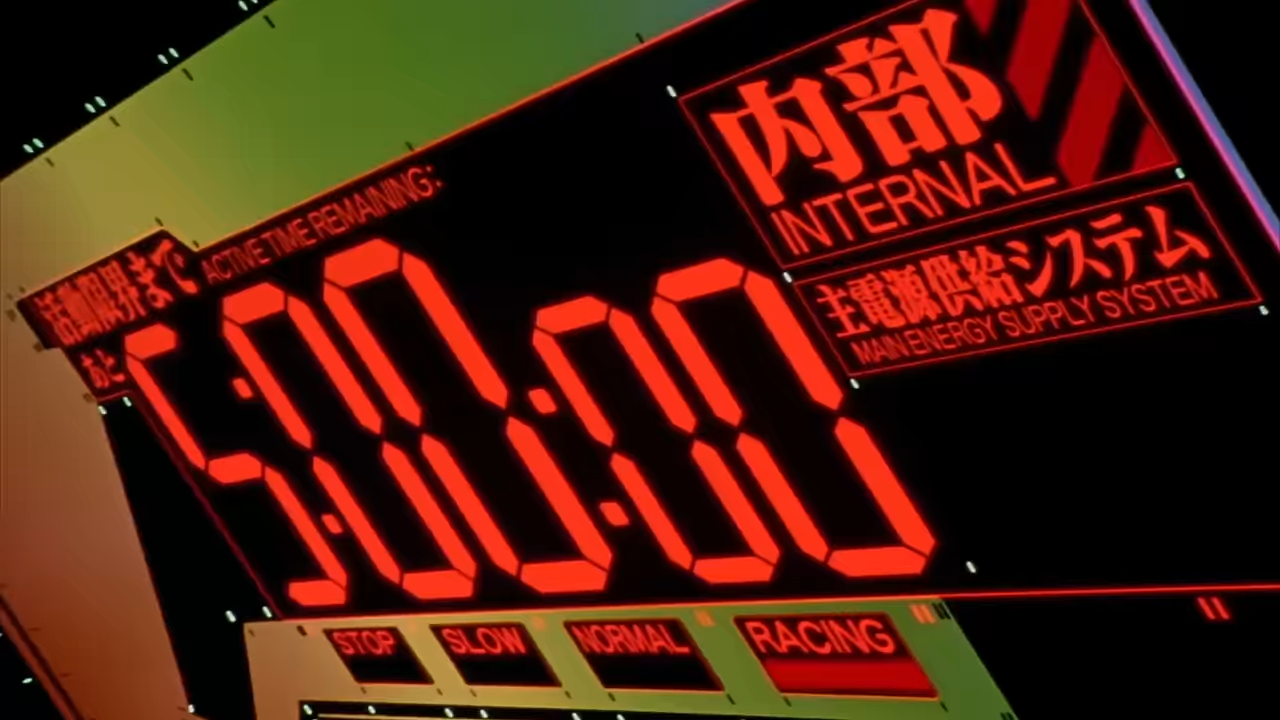 内部
INTERNAL
主電源供給システム
MAIN ENERGY SUPPLY SYSTEM
活動限界まで
ACTIVE TIME REMAINING:
あと
5:00:00
STOP
SLOW
NORMAL
RACING